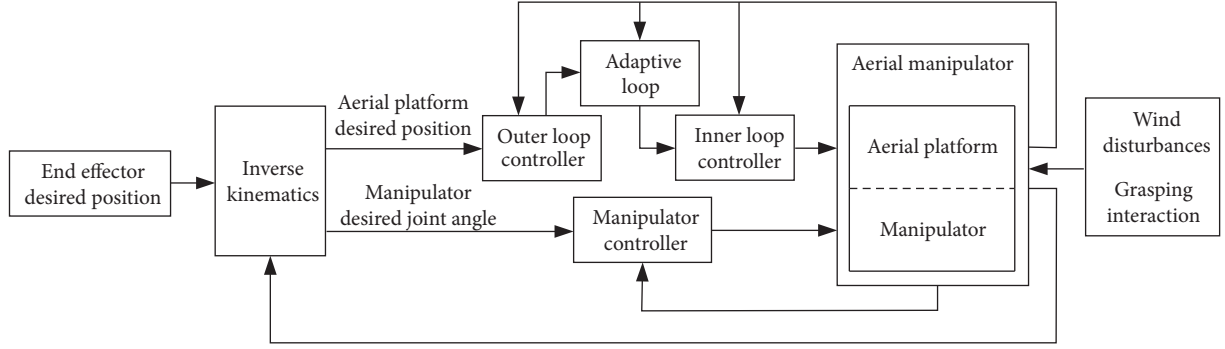 End effector
desired position
Inverse
kinematics
Aerial platform
desired position
Manipulator
desired joint angle
Outer loop
controller
Adaptive
loop
Inner loop
controller
Manipulator
controller
Aerial manipulator
Aerial platform
Manipulator
Wind
disturbances
Grasping
interaction